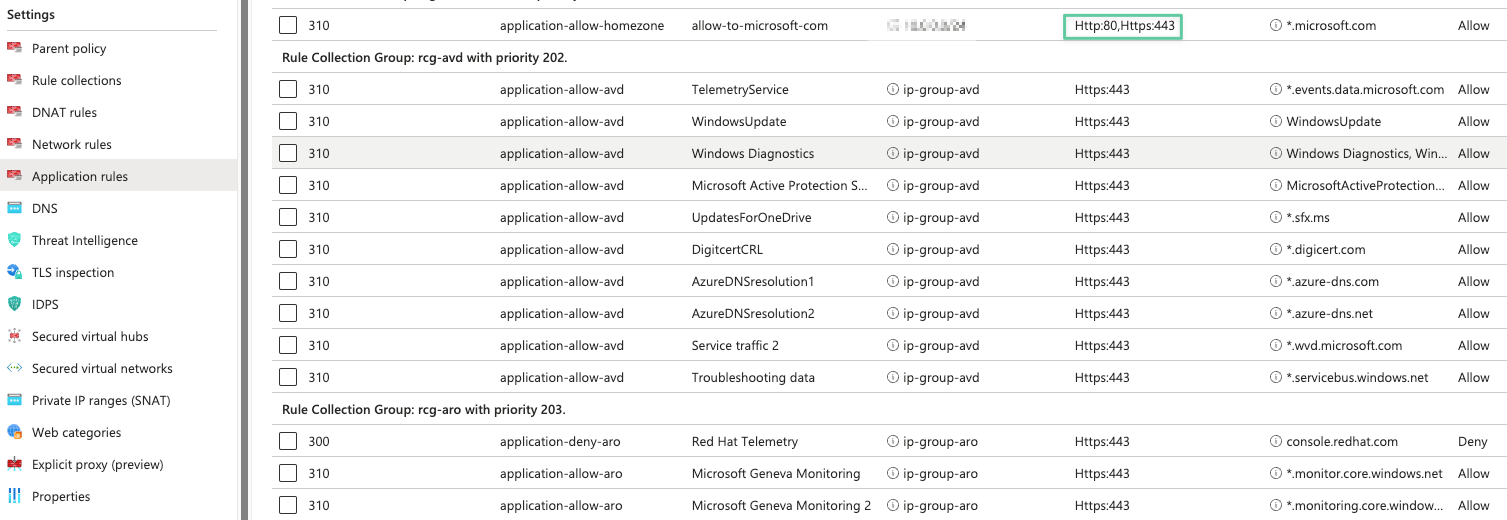 Settings
Parent policy
Rule collections
DNAT rules
Network rules
Application rules
DNS
Threat Intelligence
TLS inspection
IDPS
Secured virtual hubs
Secured virtual networks
Private IP ranges (SNAT)
Web categories
Explicit proxy (preview)
Properties
310 application-allow-homezone allow-to-microsoft-com Http:80,Https:443 *.microsoft.com Allow
Rule Collection Group: rcg-avd with priority 202.
310 application-allow-avd TelemetryService ip-group-avd Https:443 *.events.data.microsoft.com Allow
310 application-allow-avd WindowsUpdate ip-group-avd Https:443 WindowsUpdate Allow
310 application-allow-avd Windows Diagnostics ip-group-avd Https:443 Windows Diagnostics, Win... Allow
310 application-allow-avd Microsoft Active Protection S... ip-group-avd Https:443 MicrosoftActiveProtection... Allow
310 application-allow-avd UpdatesForOneDrive ip-group-avd Https:443 *.sfx.ms Allow
310 application-allow-avd DigitcertCRL ip-group-avd Https:443 *.digicert.com Allow
310 application-allow-avd AzureDNSresolution1 ip-group-avd Https:443 *.azure-dns.com Allow
310 application-allow-avd AzureDNSresolution2 ip-group-avd Https:443 *.azure-dns.net Allow
310 application-allow-avd Service traffic 2 ip-group-avd Https:443 *.wvd.microsoft.com Allow
310 application-allow-avd Troubleshooting data ip-group-avd Https:443 *.servicebus.windows.net Allow
Rule Collection Group: rcg-aro with priority 203.
300 application-deny-aro Red Hat Telemetry ip-group-aro Https:443 console.redhat.com Deny
310 application-allow-aro Microsoft Geneva Monitoring ip-group-aro Https:443 *.monitor.core.windows.net Allow
310 application-allow-aro Microsoft Geneva Monitoring 2 ip-group-aro Https:443 *.monitoring.core.window... Allow